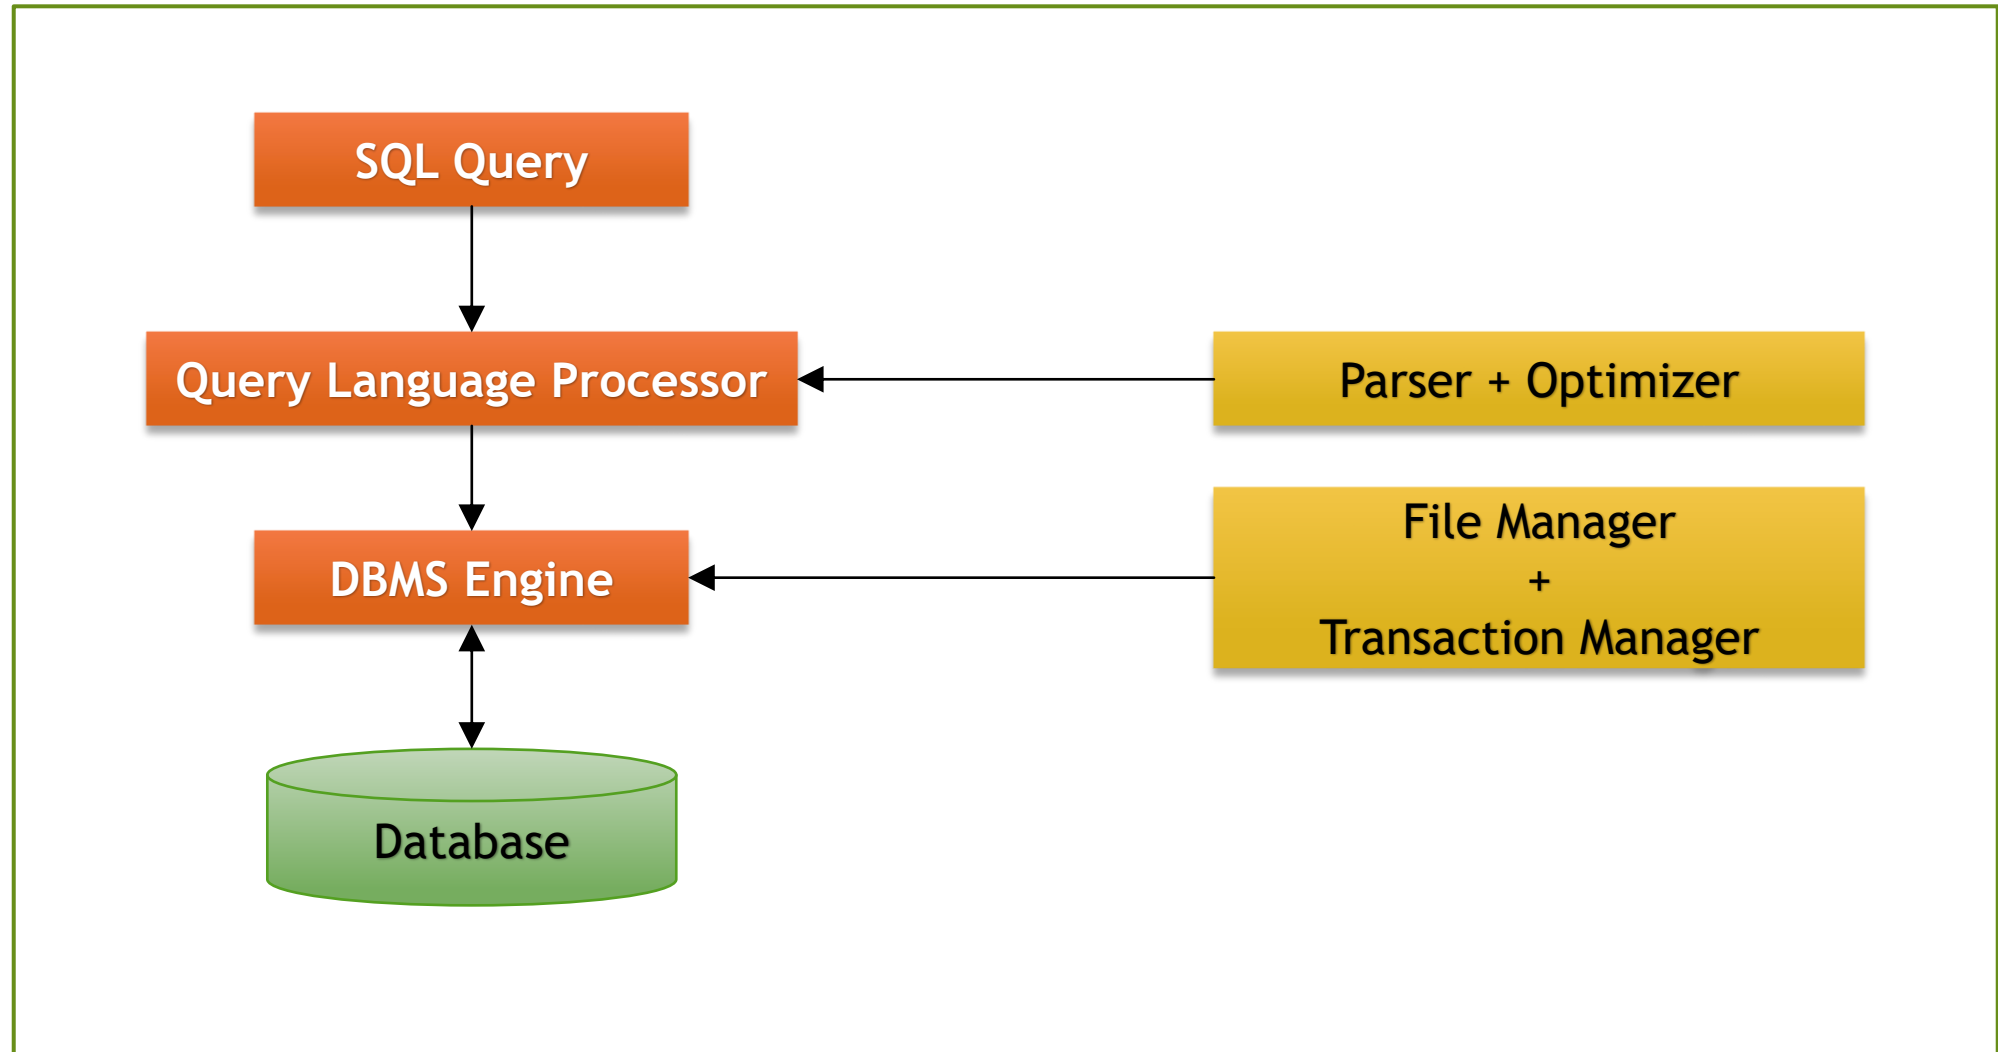 SQL Query
Query Language Processor
Parser + Optimizer
DBMS Engine
File Manager
+
Transaction Manager
Database